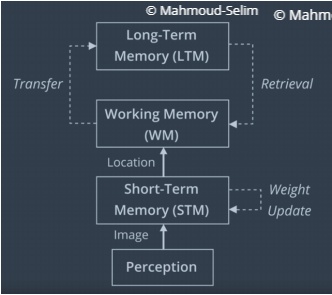 © Mahmoud-Selim
© Mahm
Long-Term
Memory (LTM)
Transfer
Retrieval
Working Memory
(WM)
Location
Short-Term
Memory (STM)
Weight
Update
Image
Perception